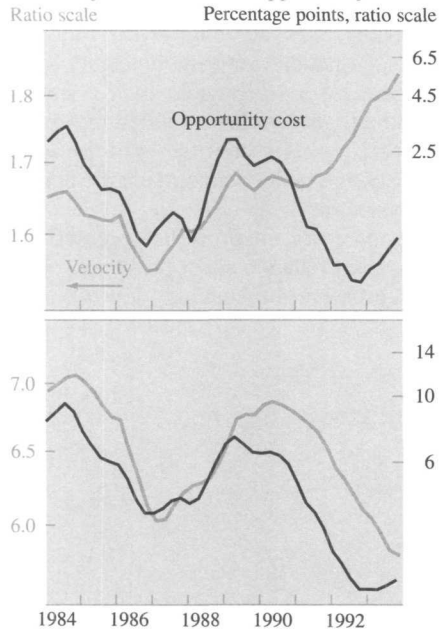 Ratio scale Percentage points, ratio scale
6.5
1.8 4.5
Opportunity cost
1.7 2.5
1.6
Velocity
14
7.0 10
6.5 6
6.0
1984 1986 1988 1990 1992